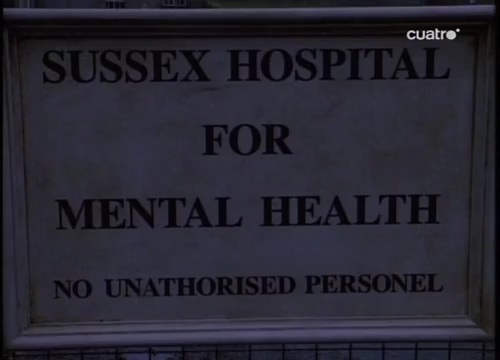 cuatro
SUSSEX HOSPITAL
FOR
MENTAL HEALTH
NO UNATHORISED PERSONEL